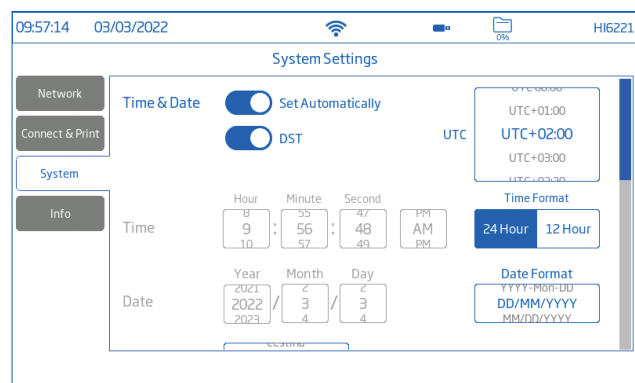 09:57:14 03/03/2022 0% HI6221
System Settings
Network
Connect & Print
System
Info
Time & Date Set Automatically
DST
UTC
UTC+01:00
UTC+02:00
UTC+03:00
Hour Minute Second
8 55 47 PM
9 : 56 : 48 AM
10 57 49 PM
Time
Time Format
24 Hour 12 Hour
Year Month Day
2021 2 2
2022 / 3 / 3
2023 4 4
Date
Date Format
YYYY-Mon-DD
DD/MM/YYYY
MM/DD/YYYY